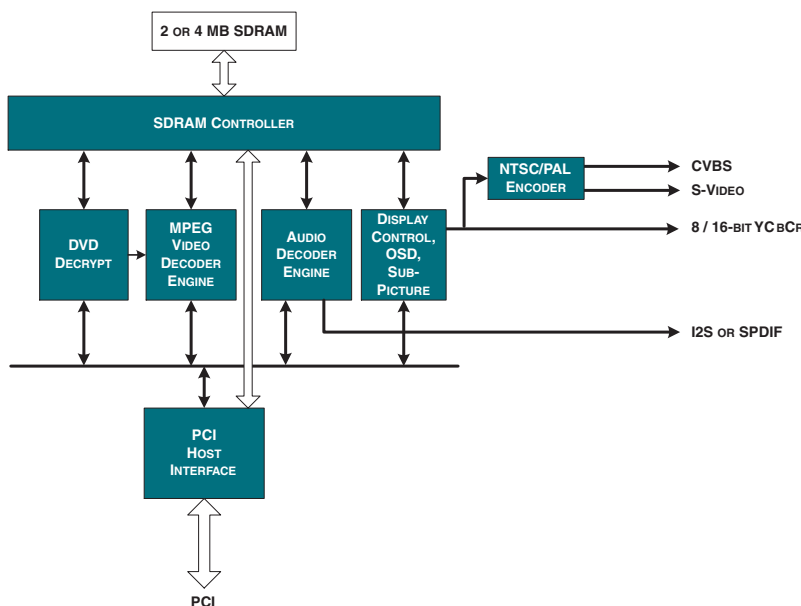 2 OR 4 MB SDRAM
SDRAM CONTROLLER
NTSC/PAL
ENCODER
CVBS
S-VIDEO
DVD
DECRYPT
MPEG
VIDEO
DECODER
ENGINE
AUDIO
DECODER
ENGINE
DISPLAY
CONTROL,
OSD,
SUB-
PICTURE
8 / 16-BIT YCBCR
I2S OR SPDIF
PCI
HOST
INTERFACE
PCI